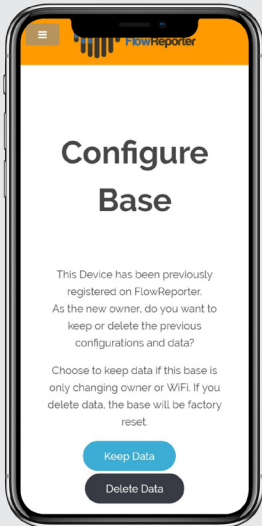 FlowReporter
Configure
Base
This Device has been previously
registered on FlowReporter.
As the new owner, do you want to
keep or delete the previous
configurations and data?
Choose to keep data if this base is
only changing owner or WiFi. If you
delete data, the base will be factory
reset.
Keep Data
Delete Data